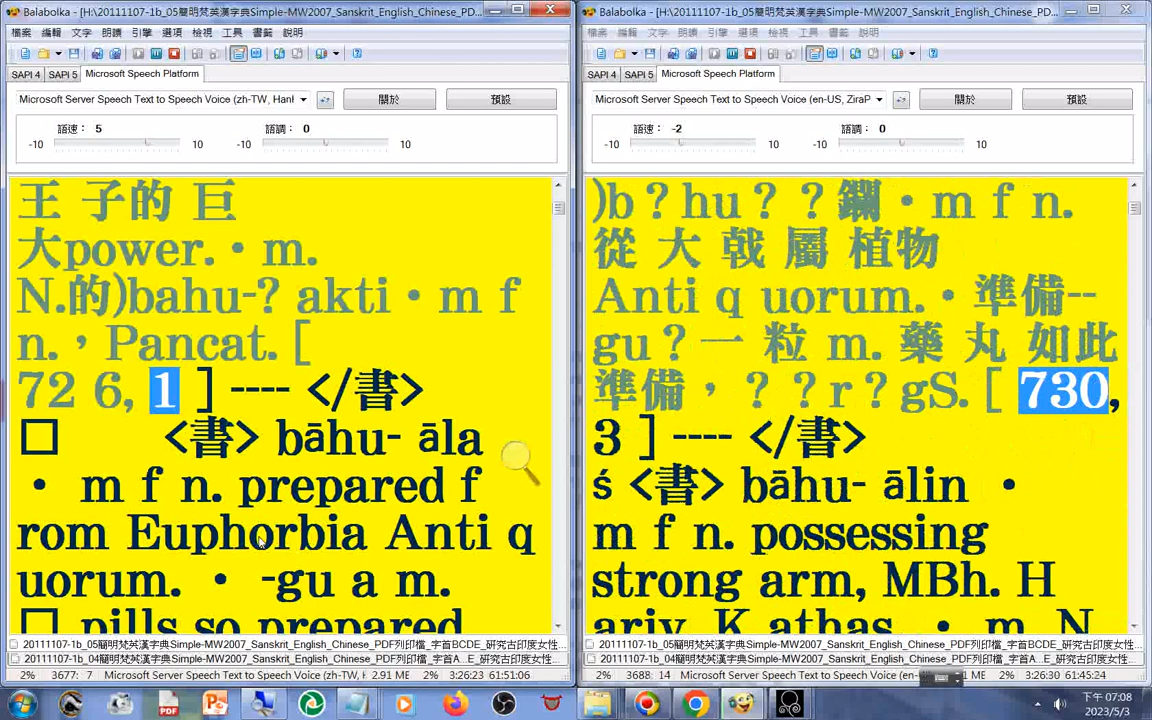 Balabolka - [H:\20111107-1b_05簡明梵英漢字典Simple-MW2007_Sanskrit_English_Chinese_PD...
檔案 編輯 文字 朗讀 引擎 選項 檢視 工具 書籤 說明
SAPI 4 SAPI 5 Microsoft Speech Platform
Microsoft Server Speech Text to Speech Voice (zh-TW, HanH
關於 預設
語速： 5 語調： 0
-10 10 -10 10
王 子的 巨
大power.・m.
N.的)bahu-? akti・m f
n.，Pancat. [
72 6, 1 ] ---- </書>
□ <書> bāhu- āla
• m f n. prepared f
rom Euphorbia Anti q
uorum. • -gu a m.
□ pills so prepared
20111107-1b_05簡明梵英漢字典Simple-MW2007_Sanskrit_English_Chinese_PDF列印檔_字首BCDE_研究古印度女性...
20111107-1b_04簡明梵英漢字典Simple-MW2007_Sanskrit_English_Chinese_PDF列印檔_字首A...E_研究古印度女性...
2% 3677: 7 Microsoft Server Speech Text to Speech Voice (zh-TW, H 2.91 ME 2% 3:26:23 61:51:06
Balabolka - [H:\20111107-1b_05簡明梵英漢字典Simple-MW2007_Sanskrit_English_Chinese_PD...
檔案 編輯 文字 朗讀 引擎 選項 檢視 工具 書籤 說明
SAPI 4 SAPI 5 Microsoft Speech Platform
Microsoft Server Speech Text to Speech Voice (en-US, ZiraP
關於 預設
語速： -2 語調： 0
-10 10 -10 10
)b？hu？？鑭・m f n.
從 大 戟 屬 植物
Anti q uorum.・準備--
gu？一 粒 m. 藥 丸 如此
準備，？？r？gS. [ 730,
3 ] ---- </書>
ś <書> bāhu- ālin •
m f n. possessing
strong arm, MBh. H
ariv. K athas. • m. N
20111107-1b_05簡明梵英漢字典Simple-MW2007_Sanskrit_English_Chinese_PDF列印檔_字首BCDE_研究古印度女性...
20111107-1b_04簡明梵英漢字典Simple-MW2007_Sanskrit_English_Chinese_PDF列印檔_字首A...E_研究古印度女性...
2% 3688: 14 Microsoft Server Speech Text to Speech 2% 3:26:30 61:45:24
PDF
下午 07:08
2023/5/3